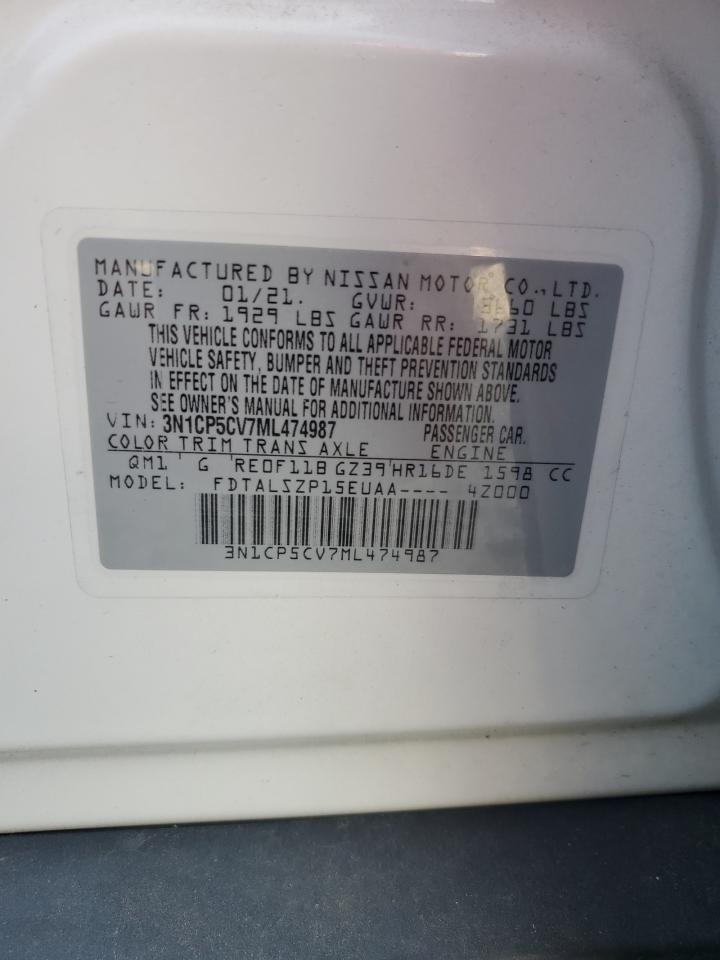 MANUFACTURED BY NISSAN MOTOR CO., LTD.
DATE: 01/21. GVWR: 3660 LBS
GAWR FR: 1929 LBS GAWR RR: 1731 LBS
THIS VEHICLE CONFORMS TO ALL APPLICABLE FEDERAL MOTOR
VEHICLE SAFETY, BUMPER AND THEFT PREVENTION STANDARDS
IN EFFECT ON THE DATE OF MANUFACTURE SHOWN ABOVE.
SEE OWNER'S MANUAL FOR ADDITIONAL INFORMATION.
VIN: 3N1CP5CV7ML474987 PASSENGER CAR.
COLOR TRIM TRANS AXLE ENGINE
QM1 G RE0F11B GZ39 HR16DE 1598 CC
MODEL: FDTALSZP15EUAA---- 4Z000
3N1CP5CV7ML474987